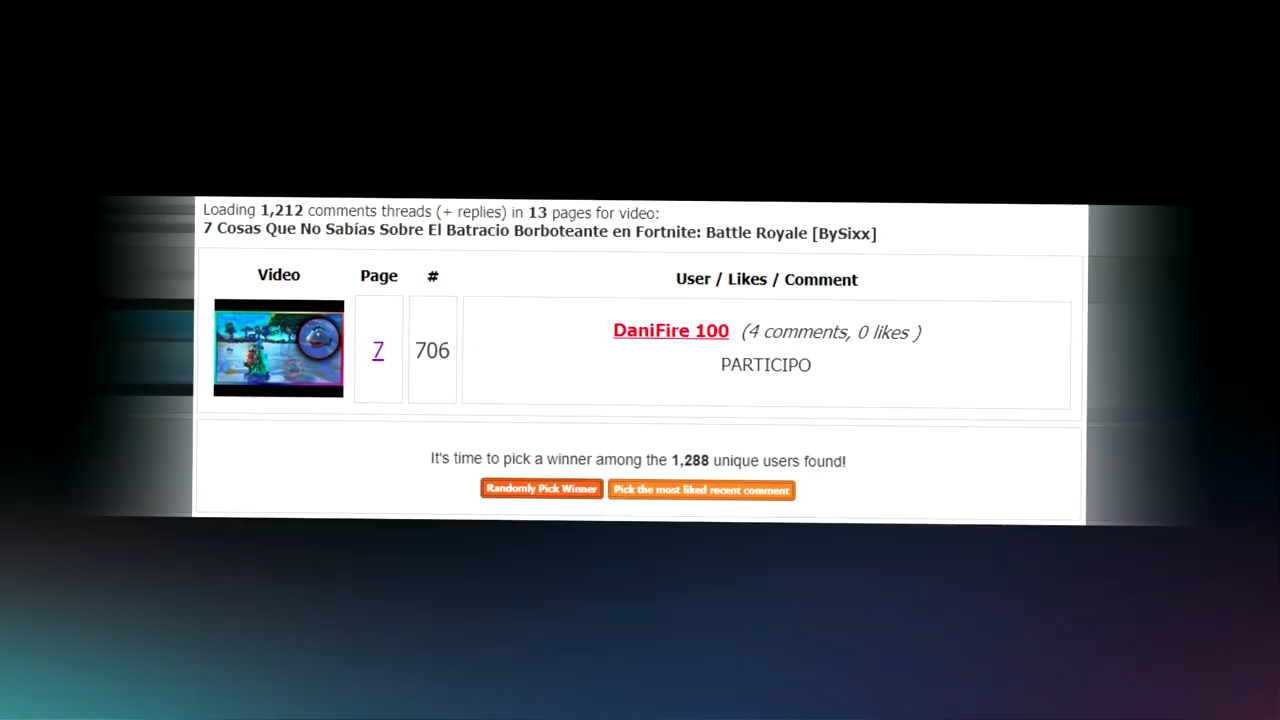 Loading 1,212 comments threads (+ replies) in 13 pages for video:
7 Cosas Que No Sabías Sobre El Batracio Borboteante en Fortnite: Battle Royale [BySixx]
Video Page # User / Likes / Comment
7 706 DaniFire 100 (4 comments, 0 likes )
PARTICIPO
It's time to pick a winner among the 1,288 unique users found!
Randomly Pick Winner Pick the most liked recent comment